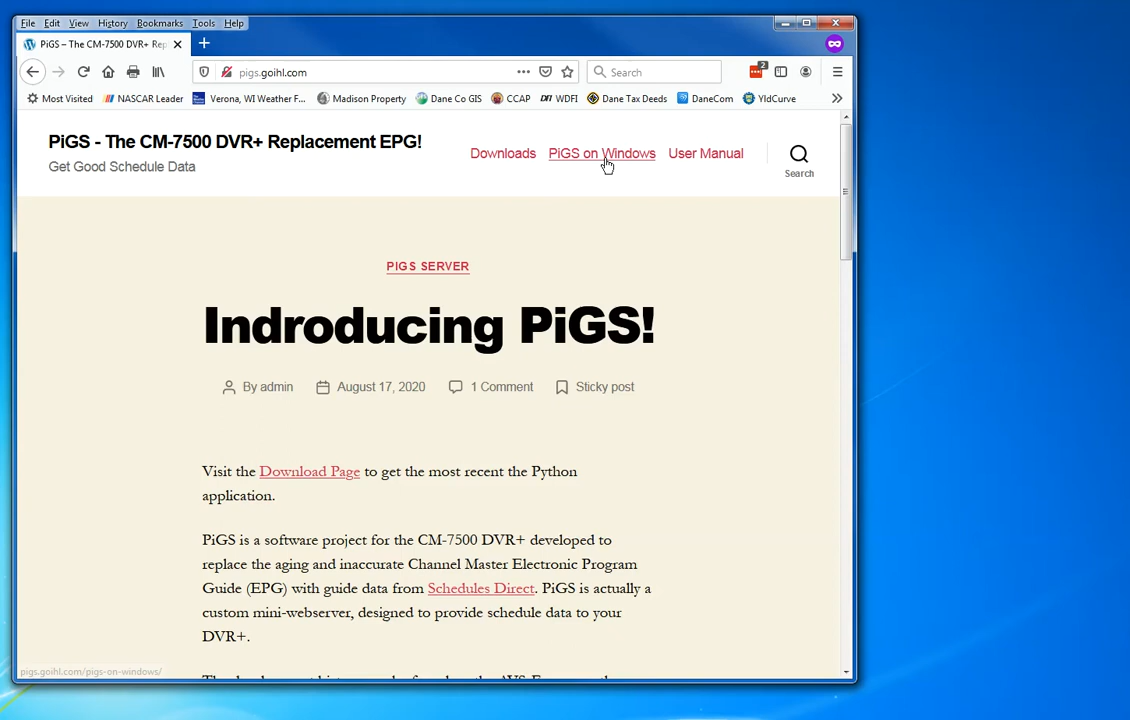 File Edit View History Bookmarks Tools Help
PiGS – The CM-7500 DVR+ Rep
pigs.goihl.com
Search
2
Most Visited NASCAR Leader Verona, WI Weather F... Madison Property Dane Co GIS CCAP WDFI Dane Tax Deeds DaneCom YldCurve
PiGS - The CM-7500 DVR+ Replacement EPG!
Get Good Schedule Data
Downloads PiGS on Windows User Manual
Search
PIGS SERVER
Indroducing PiGS!
By admin August 17, 2020 1 Comment Sticky post
Visit the Download Page to get the most recent the Python
application.
PiGS is a software project for the CM-7500 DVR+ developed to
replace the aging and inaccurate Channel Master Electronic Program
Guide (EPG) with guide data from Schedules Direct. PiGS is actually a
custom mini-webserver, designed to provide schedule data to your
DVR+.
pigs.goihl.com/pigs-on-windows/